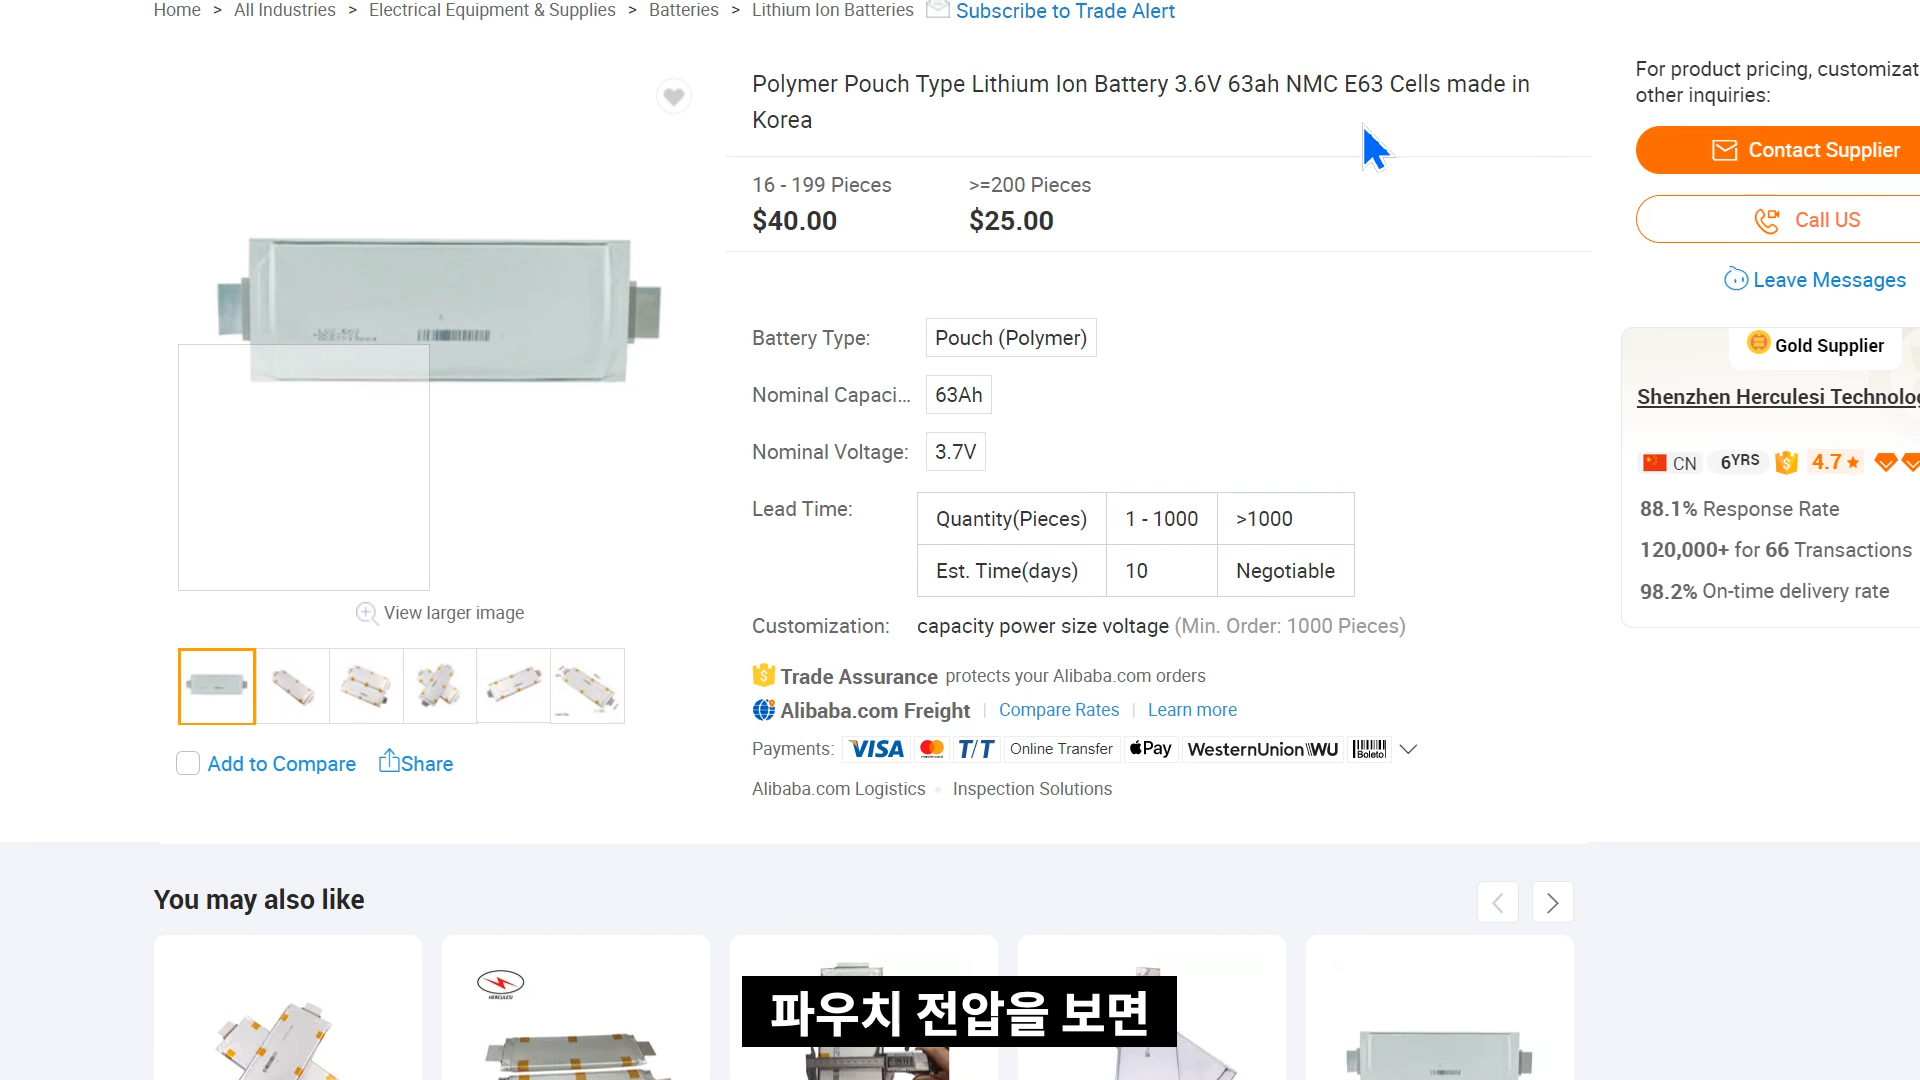 Home > All Industries > Electrical Equipment & Supplies > Batteries > Lithium Ion Batteries Subscribe to Trade Alert
Polymer Pouch Type Lithium Ion Battery 3.6V 63ah NMC E63 Cells made in
Korea
16 - 199 Pieces >=200 Pieces
$40.00 $25.00
Battery Type: Pouch (Polymer)
Nominal Capaci... 63Ah
Nominal Voltage: 3.7V
Lead Time:
Quantity(Pieces) 1 - 1000 >1000
Est. Time(days) 10 Negotiable
Customization: capacity power size voltage (Min. Order: 1000 Pieces)
Trade Assurance protects your Alibaba.com orders
Alibaba.com Freight | Compare Rates | Learn more
Payments: VISA mastercard T/T Online Transfer Pay WesternUnion WU Boleto
Alibaba.com Logistics Inspection Solutions
View larger image
Add to Compare Share
For product pricing, customizat
other inquiries:
Contact Supplier
Call US
Leave Messages
Gold Supplier
Shenzhen Herculesi Technolog
CN 6YRS 4.7
88.1% Response Rate
120,000+ for 66 Transactions
98.2% On-time delivery rate
You may also like
HERCULESI
파우치 전압을 보면